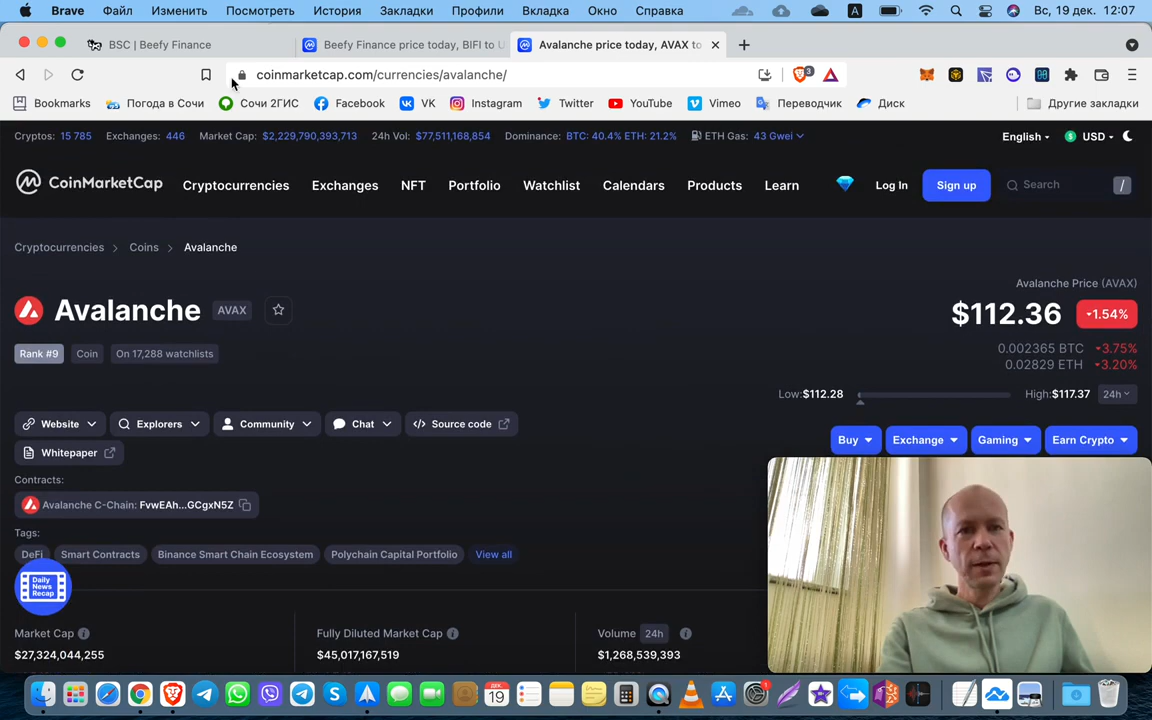 Brave Файл Изменить Посмотреть История Закладки Профили Вкладка Окно Справка A Вс, 19 дек. 12:07
BSC | Beefy Finance Beefy Finance price today, BIFI to U Avalanche price today, AVAX to
coinmarketcap.com/currencies/avalanche/ 3
Bookmarks Погода в Сочи Сочи 2ГИС Facebook VK Instagram Twitter YouTube Vimeo Переводчик Диск Другие закладки
Cryptos: 15 785 Exchanges: 446 Market Cap: $2,229,790,393,713 24h Vol: $77,511,168,854 Dominance: BTC: 40.4% ETH: 21.2% ETH Gas: 43 Gwei English USD
CoinMarketCap Cryptocurrencies Exchanges NFT Portfolio Watchlist Calendars Products Learn Log In Sign up Search /
Cryptocurrencies Coins Avalanche
Avalanche Price (AVAX)
Avalanche AVAX $112.36 1.54%
Rank #9 Coin On 17,288 watchlists 0.002365 BTC 3.75%
0.02829 ETH 3.20%
Low: $112.28 High: $117.37 24h
Website Explorers Community Chat Source code
Buy Exchange Gaming Earn Crypto
Whitepaper
Contracts:
Avalanche C-Chain: FvwEAh...GCgxN5Z
Tags:
DeFi Smart Contracts Binance Smart Chain Ecosystem Polychain Capital Portfolio View all
Daily
News
Recap
Market Cap Fully Diluted Market Cap Volume 24h
$27,324,044,255 $45,017,167,519 $1,268,539,393
ДЕК.
19